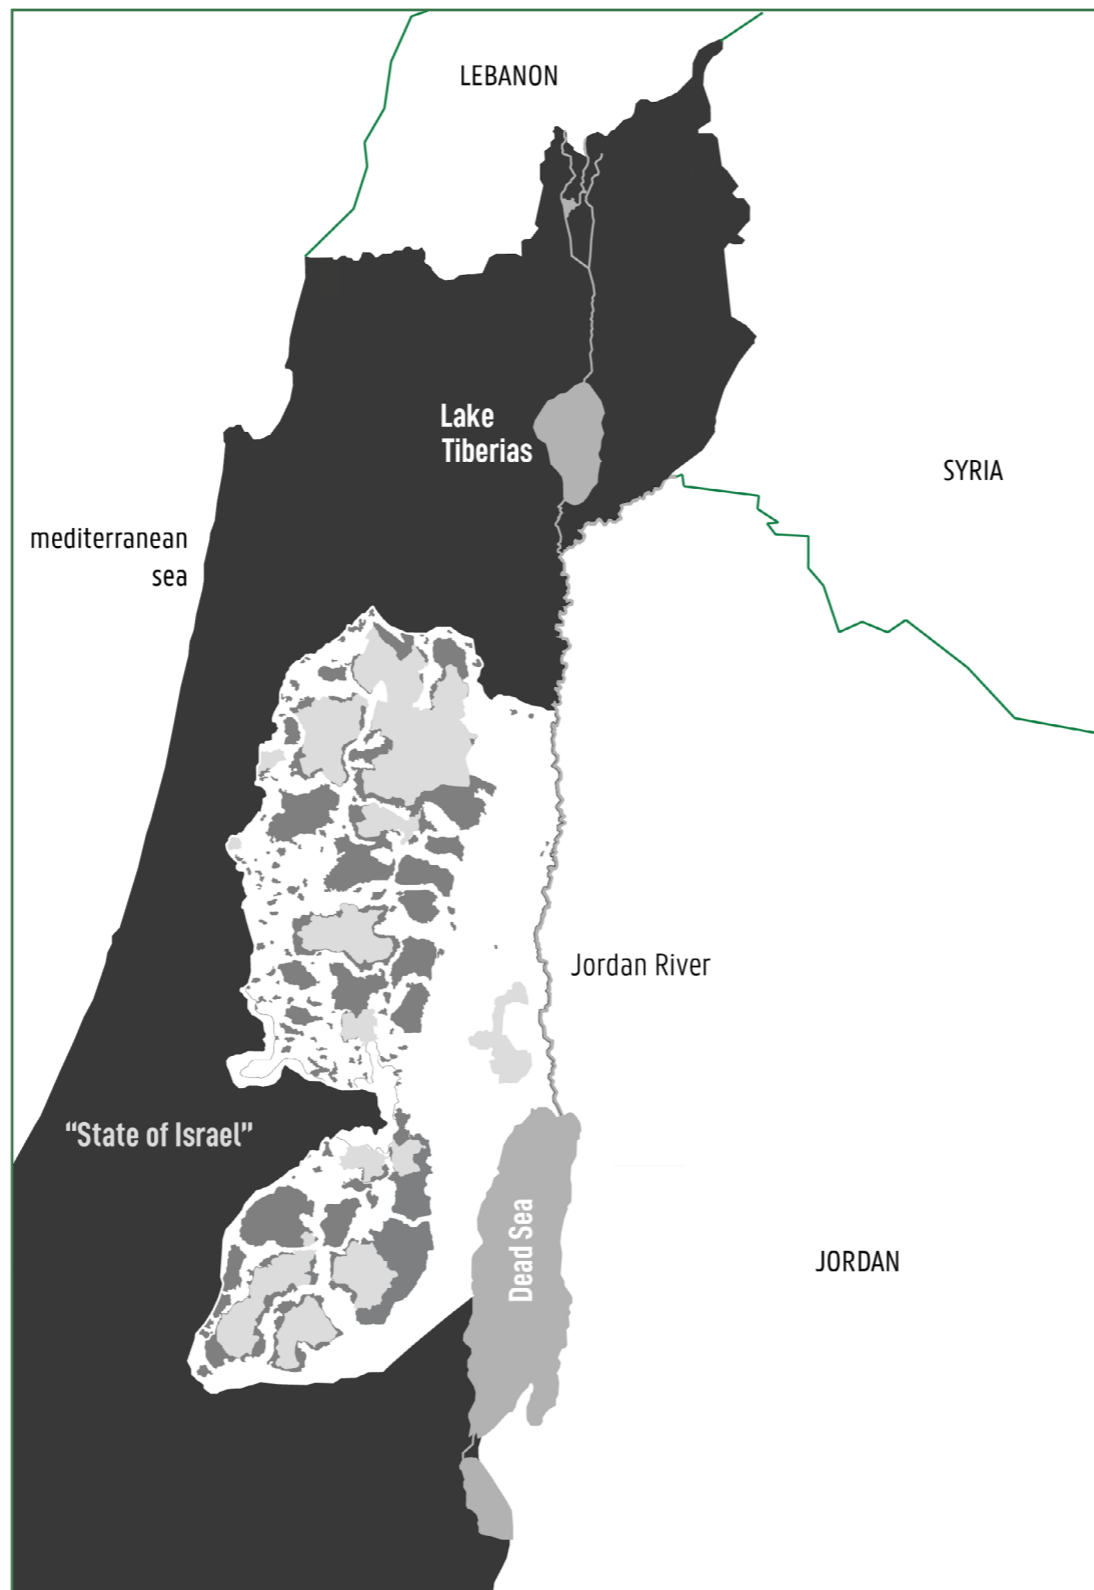 LEBANON
Lake
Tiberias
SYRIA
mediterranean
sea
Jordan River
“State of Israel”
Dead Sea
JORDAN